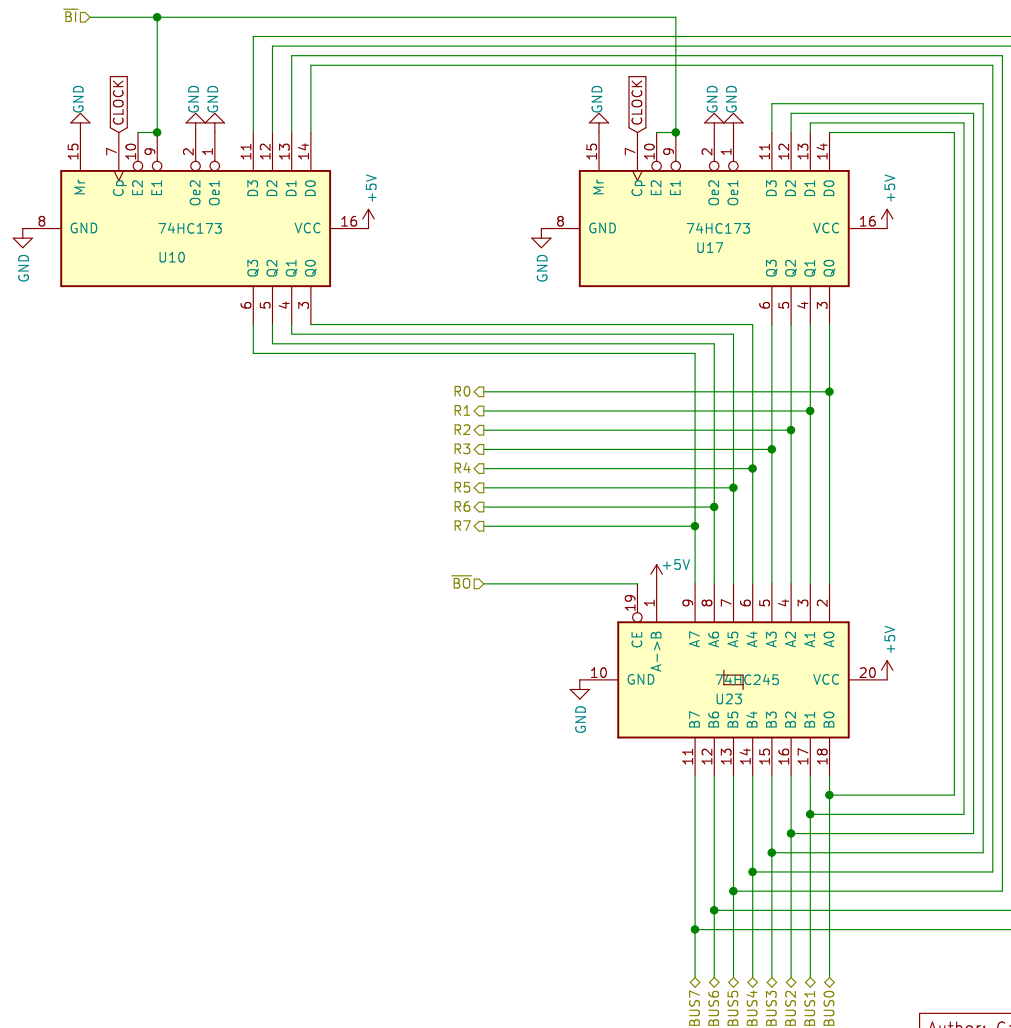 BI
GND
CLOCK
GND
GND
GND
CLOCK
GND
GND
15
7
10
9
2
1
11
12
13
14
15
7
10
9
2
1
11
12
13
14
+5V
+5V
Mr
Cp
E2
E1
Oe2
Oe1
D3
D2
D1
D0
Mr
Cp
E2
E1
Oe2
Oe1
D3
D2
D1
D0
8
GND
74HC173
VCC
16
8
GND
74HC173
VCC
16
U10
U17
GND
Q3
Q2
Q1
Q0
GND
Q3
Q2
Q1
Q0
6
5
4
3
6
5
4
3
R0
R1
R2
R3
R4
R5
R6
R7
+5V
BO
19
1
9
8
7
6
5
4
3
2
CE
A->B
A7
A6
A5
A4
A3
A2
A1
A0
+5V
10
GND
74HC245
VCC
20
U23
GND
B7
B6
B5
B4
B3
B2
B1
B0
11
12
13
14
15
16
17
18
BUS7
BUS6
BUS5
BUS4
BUS3
BUS2
BUS1
BUS0
Author: